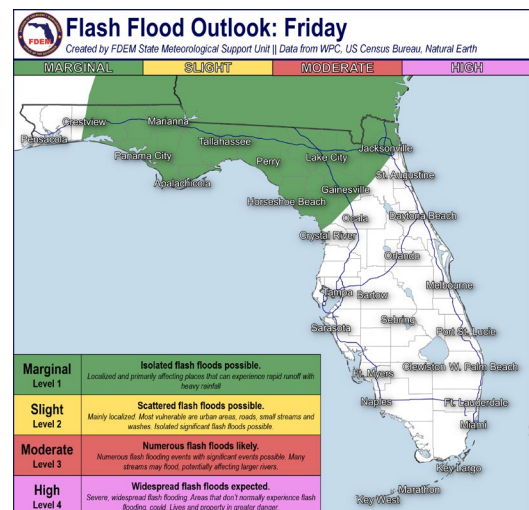 Flash Flood Outlook: Friday
FDEM
Created by FDEM State Meteorological Support Unit || Data from WPC, US Census Bureau, Natural Earth
MARGINAL SLIGHT MODERATE HIGH
Crestview
Marianna
Pensacola
Tallahassee
Jacksonville
Panama City
Perry
Lake City
Apalachicola
St. Augustine
Gainesville
Horseshoe Beach
Ocala
Daytona Beach
Crystal River
Orlando
Melbourne
Tampa
Bartow
Sebring
Sarasota
Port St. Lucie
Ft. Myers
Clewiston
W. Palm Beach
Naples
Ft. Lauderdale
Miami
Key Largo
Marathon
Key West
Marginal
Level 1
Isolated flash floods possible.
Localized and primarily affecting places that can experience rapid runoff with
heavy rainfall
Slight
Level 2
Scattered flash floods possible.
Mainly localized. Most vulnerable are urban areas, roads, small streams and
washes. Isolated significant flash floods possible.
Moderate
Level 3
Numerous flash floods likely.
Numerous flash flooding events with significant events possible. Many
streams may flood, potentially affecting larger rivers.
High
Level 4
Widespread flash floods expected.
Severe, widespread flash flooding. Areas that don't normally experience flash
flooding, could. Lives and property in greater danger.